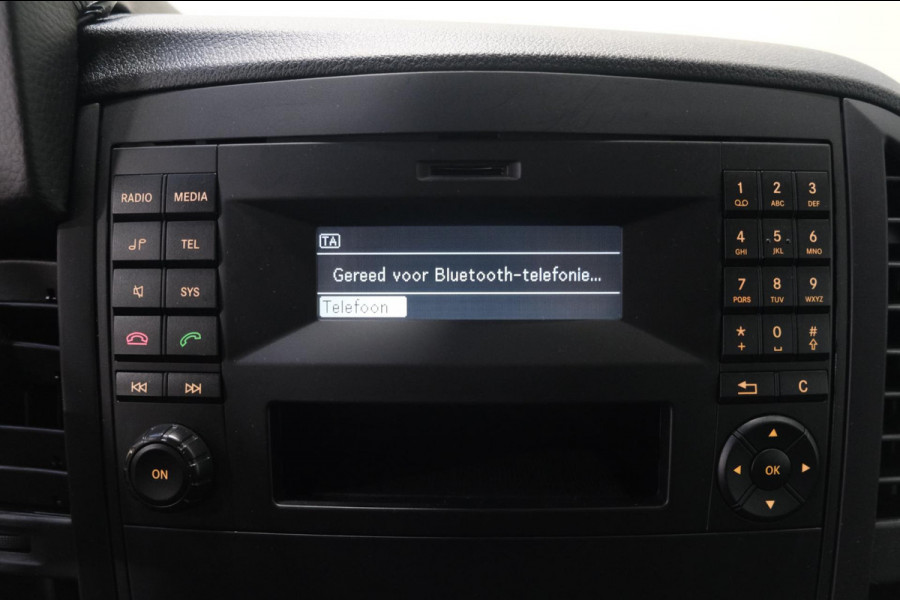 RADIO MEDIA
TEL
SYS
ON
TA
Gereed voor Bluetooth-telefonie...
Telefoon
1 2 3
ABC DEF
4 5 6
GHI JKL MNO
7 8 9
PQRS TUV WXYZ
* 0 #
+
C
OK